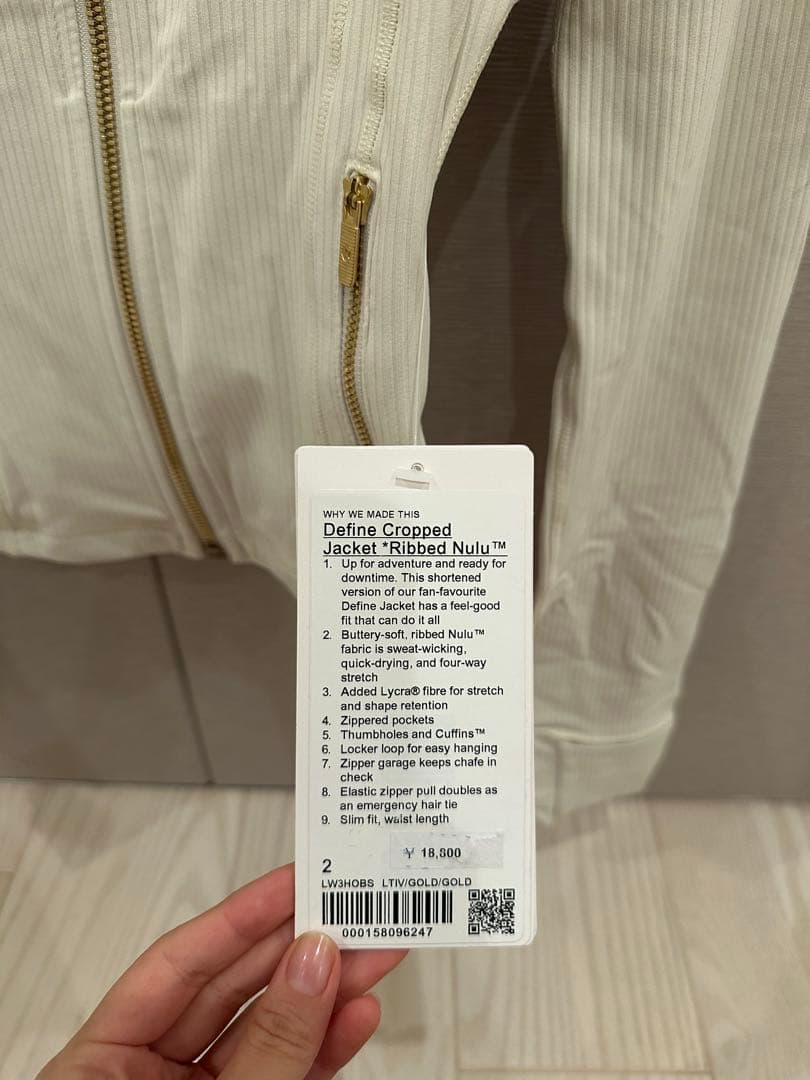 WHY WE MADE THIS
Define Cropped
Jacket *Ribbed Nulu™
1. Up for adventure and ready for
downtime. This shortened
version of our fan-favourite
Define Jacket has a feel-good
fit that can do it all
2. Buttery-soft, ribbed Nulu™
fabric is sweat-wicking,
quick-drying, and four-way
stretch
3. Added Lycra® fibre for stretch
and shape retention
4. Zippered pockets
5. Thumbholes and Cuffins™
6. Locker loop for easy hanging
7. Zipper garage keeps chafe in
check
8. Elastic zipper pull doubles as
an emergency hair tie
9. Slim fit, waist length
¥ 18,800
2
LW3HOBS LTIV/GOLD/GOLD
000158096247